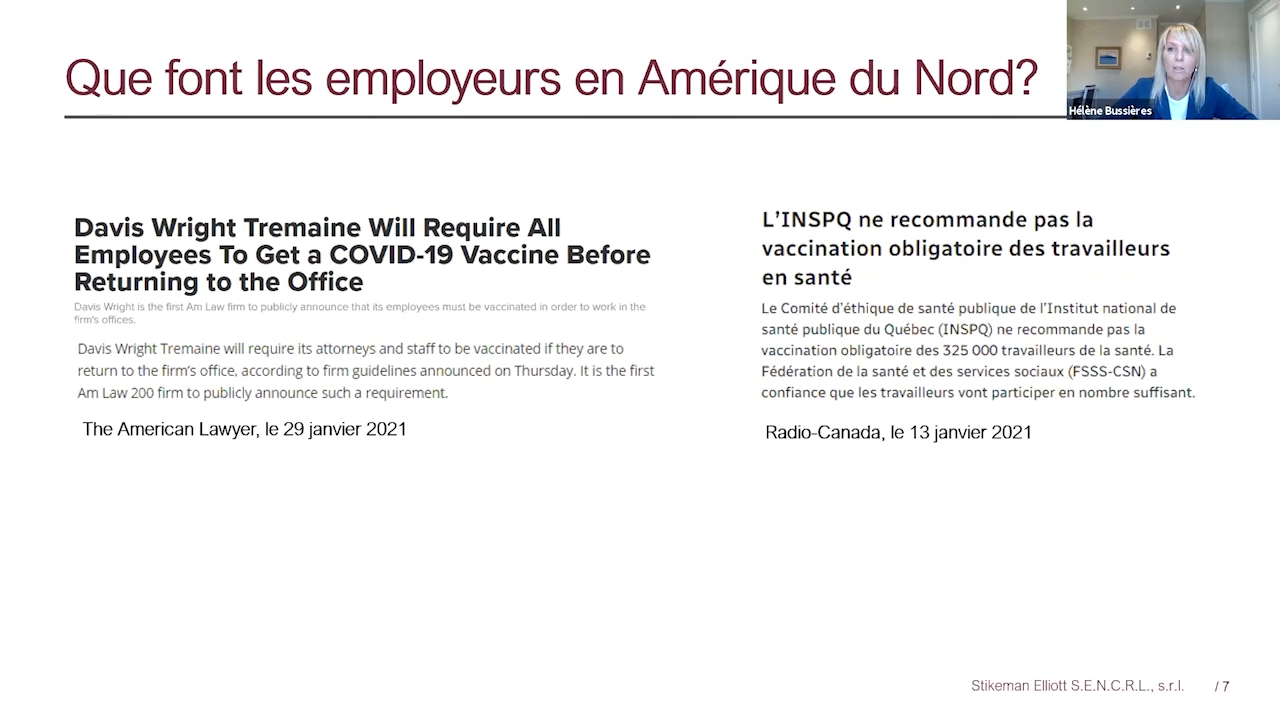 Que font les employeurs en Amérique du Nord?
Hélène Bussières
Davis Wright Tremaine Will Require All
Employees To Get a COVID-19 Vaccine Before
Returning to the Office
Davis Wright is the first Am Law firm to publicly announce that its employees must be vaccinated in order to work in the
firm's offices.
Davis Wright Tremaine will require its attorneys and staff to be vaccinated if they are to
return to the firm's office, according to firm guidelines announced on Thursday. It is the first
Am Law 200 firm to publicly announce such a requirement.
The American Lawyer, le 29 janvier 2021
L'INSPQ ne recommande pas la
vaccination obligatoire des travailleurs
en santé
Le Comité d'éthique de santé publique de l'Institut national de
santé publique du Québec (INSPQ) ne recommande pas la
vaccination obligatoire des 325 000 travailleurs de la santé. La
Fédération de la santé et des services sociaux (FSSS-CSN) a
confiance que les travailleurs vont participer en nombre suffisant.
Radio-Canada, le 13 janvier 2021
Stikeman Elliott S.E.N.C.R.L., s.r.l. / 7